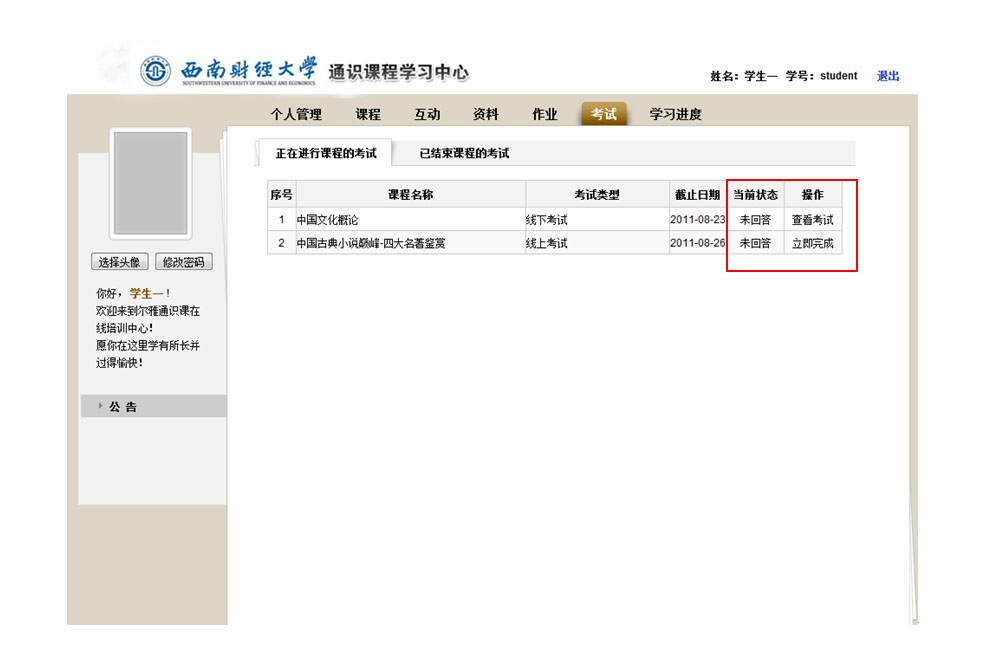 西南财经大学 通识课程学习中心
SOUTHWESTERN UNIVERSITY OF FINANCE AND ECONOMICS
姓名：学生一 学号：student 退出
个人管理 课程 互动 资料 作业 考试 学习进度
正在进行课程的考试 已结束课程的考试
序号 课程名称 考试类型 截止日期 当前状态 操作
1 中国文化概论 线下考试 2011-08-23 未回答 查看考试
2 中国古典小说巅峰-四大名著鉴赏 线上考试 2011-08-26 未回答 立即完成
选择头像 修改密码
你好，学生一！
欢迎来到尔雅通识课在
线培训中心！
愿你在这里学有所长并
过得愉快！
公 告